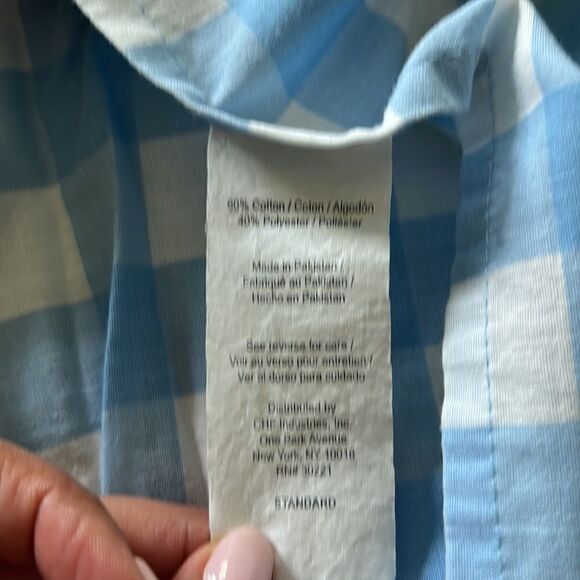 60% Cotton / Coton / Algodón
40% Polyester / Poliéster
Made in Pakistan /
Fabriqué en Pakistan /
Hecho en Pakistan
See reverse for care /
Voir au verso pour entretien /
Ver al dorso para cuidado
Distributed by
CHF Industries, Inc.
One Park Avenue
New York, NY 10016
RN# 30221
STANDARD